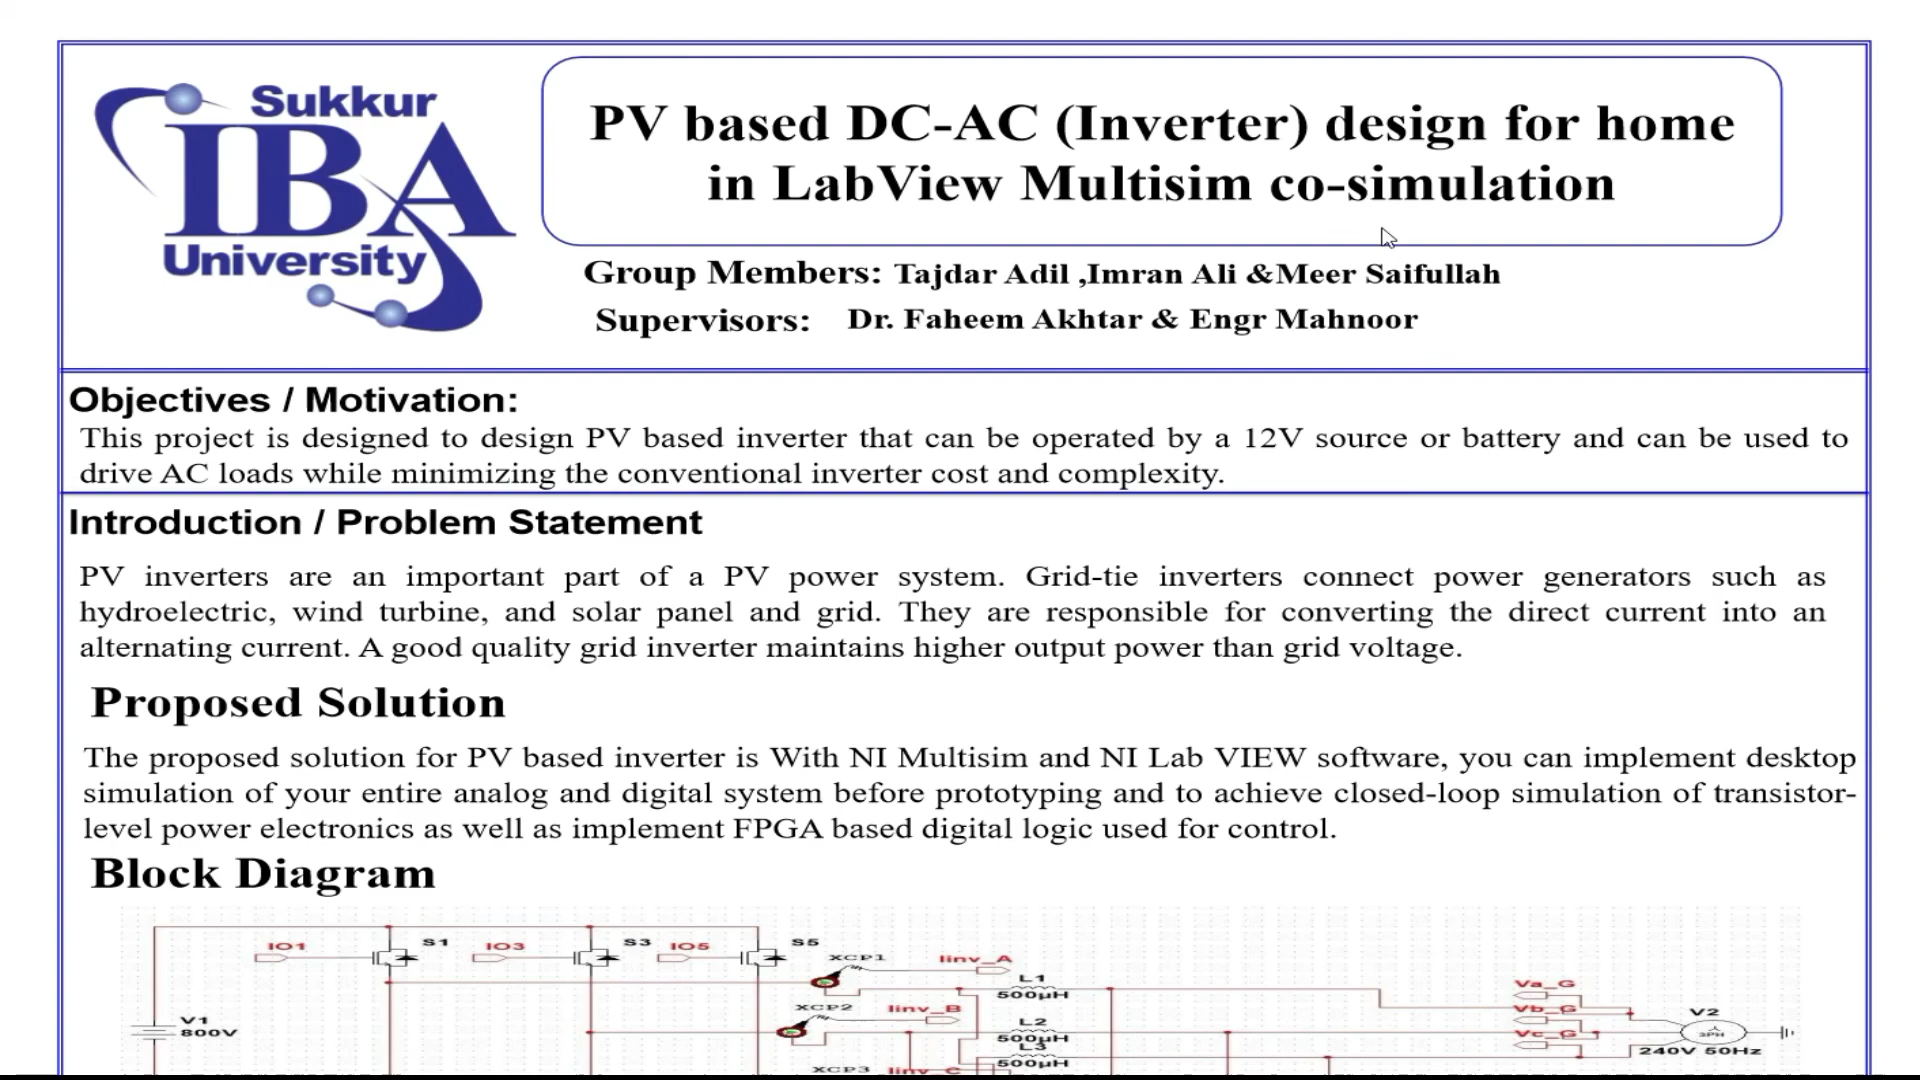 Sukkur
IBA
University
PV based DC-AC (Inverter) design for home
in LabView Multisim co-simulation
Group Members: Tajdar Adil ,Imran Ali &Meer Saifullah
Supervisors: Dr. Faheem Akhtar & Engr Mahnoor
Objectives / Motivation:
This project is designed to design PV based inverter that can be operated by a 12V source or battery and can be used to
drive AC loads while minimizing the conventional inverter cost and complexity.
Introduction / Problem Statement
PV inverters are an important part of a PV power system. Grid-tie inverters connect power generators such as
hydroelectric, wind turbine, and solar panel and grid. They are responsible for converting the direct current into an
alternating current. A good quality grid inverter maintains higher output power than grid voltage.
Proposed Solution
The proposed solution for PV based inverter is With NI Multisim and NI Lab VIEW software, you can implement desktop
simulation of your entire analog and digital system before prototyping and to achieve closed-loop simulation of transistor-
level power electronics as well as implement FPGA based digital logic used for control.
Block Diagram
IO1 S1 IO3 S3 IO5 S5
XCP1 Iinv_A
L1
500µH
Va_G
XCP2 Iinv_B
Vb_G V2
V1
800V
L2
500µH
Vc_G 3PH
L3
500µH
240V 50Hz
XCP3 Iinv_C